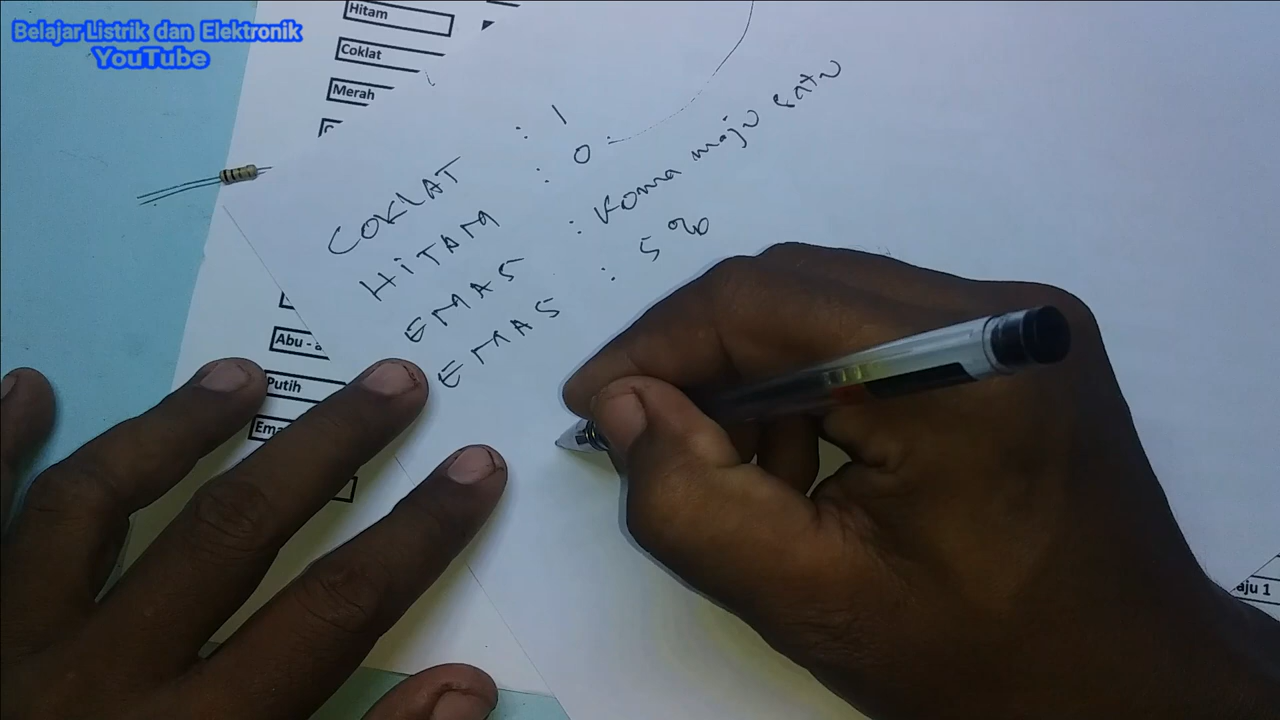 Belajar Listrik dan Elektronik
YouTube
Hitam
Coklat
Merah
COKLAT : 1
HITAM : 0
EMAS : Koma maju satu
EMAS : 5 %
Abu -
Putih
aju 1